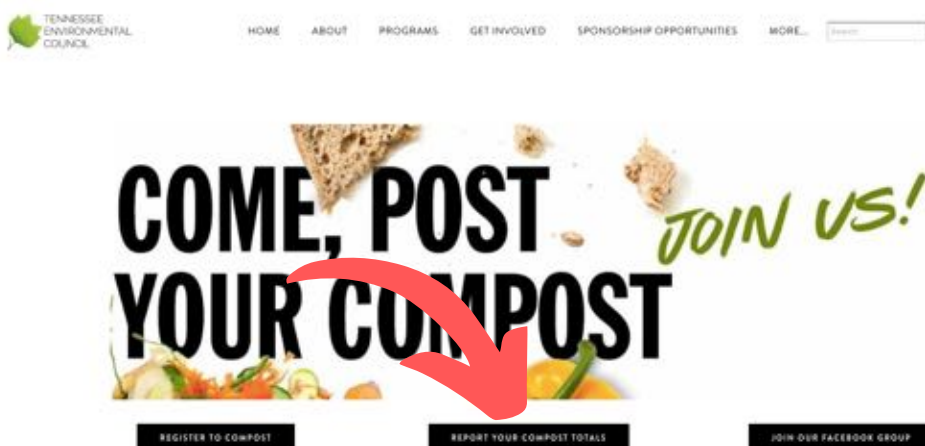 TENNESSEE
ENVIRONMENTAL
COUNCIL
HOME ABOUT PROGRAMS GET INVOLVED SPONSORSHIP OPPORTUNITIES MORE... Search
COME, POST
YOUR COMPOST
JOIN US!
REGISTER TO COMPOST REPORT YOUR COMPOST TOTALS JOIN OUR FACEBOOK GROUP